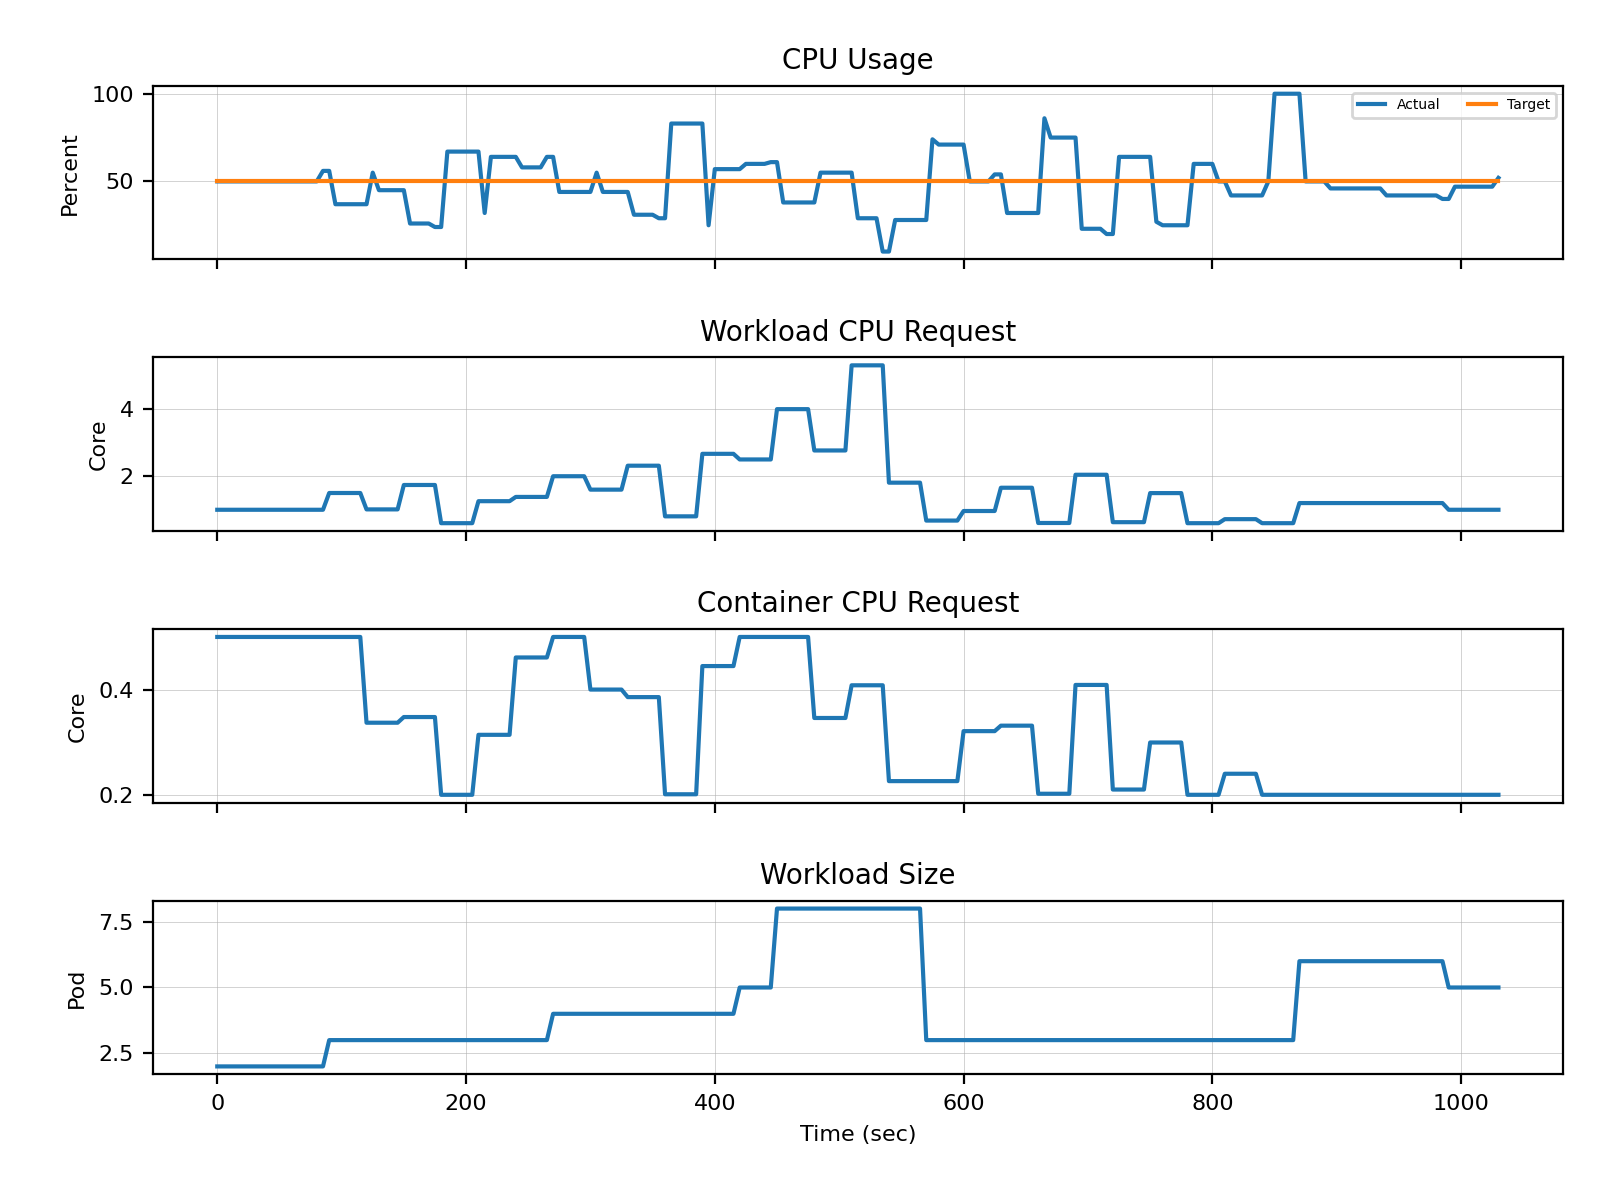 CPU Usage
100
50
Percent
Actual
Target
Workload CPU Request
4
2
Core
Container CPU Request
0.4
0.2
Core
Workload Size
7.5
5.0
2.5
Pod
0 200 400 600 800 1000
Time (sec)